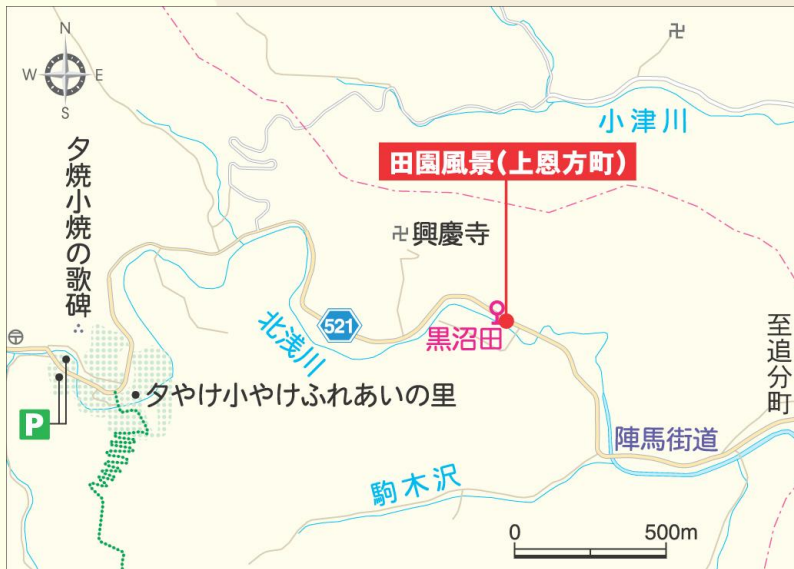 N
W
E
S
小津川
田園風景(上恩方町)
夕焼小焼の歌碑
卍興慶寺
521
北浅川
黒沼田
至追分町
夕やけ小やけふれあいの里
P
陣馬街道
駒木沢
0
500m